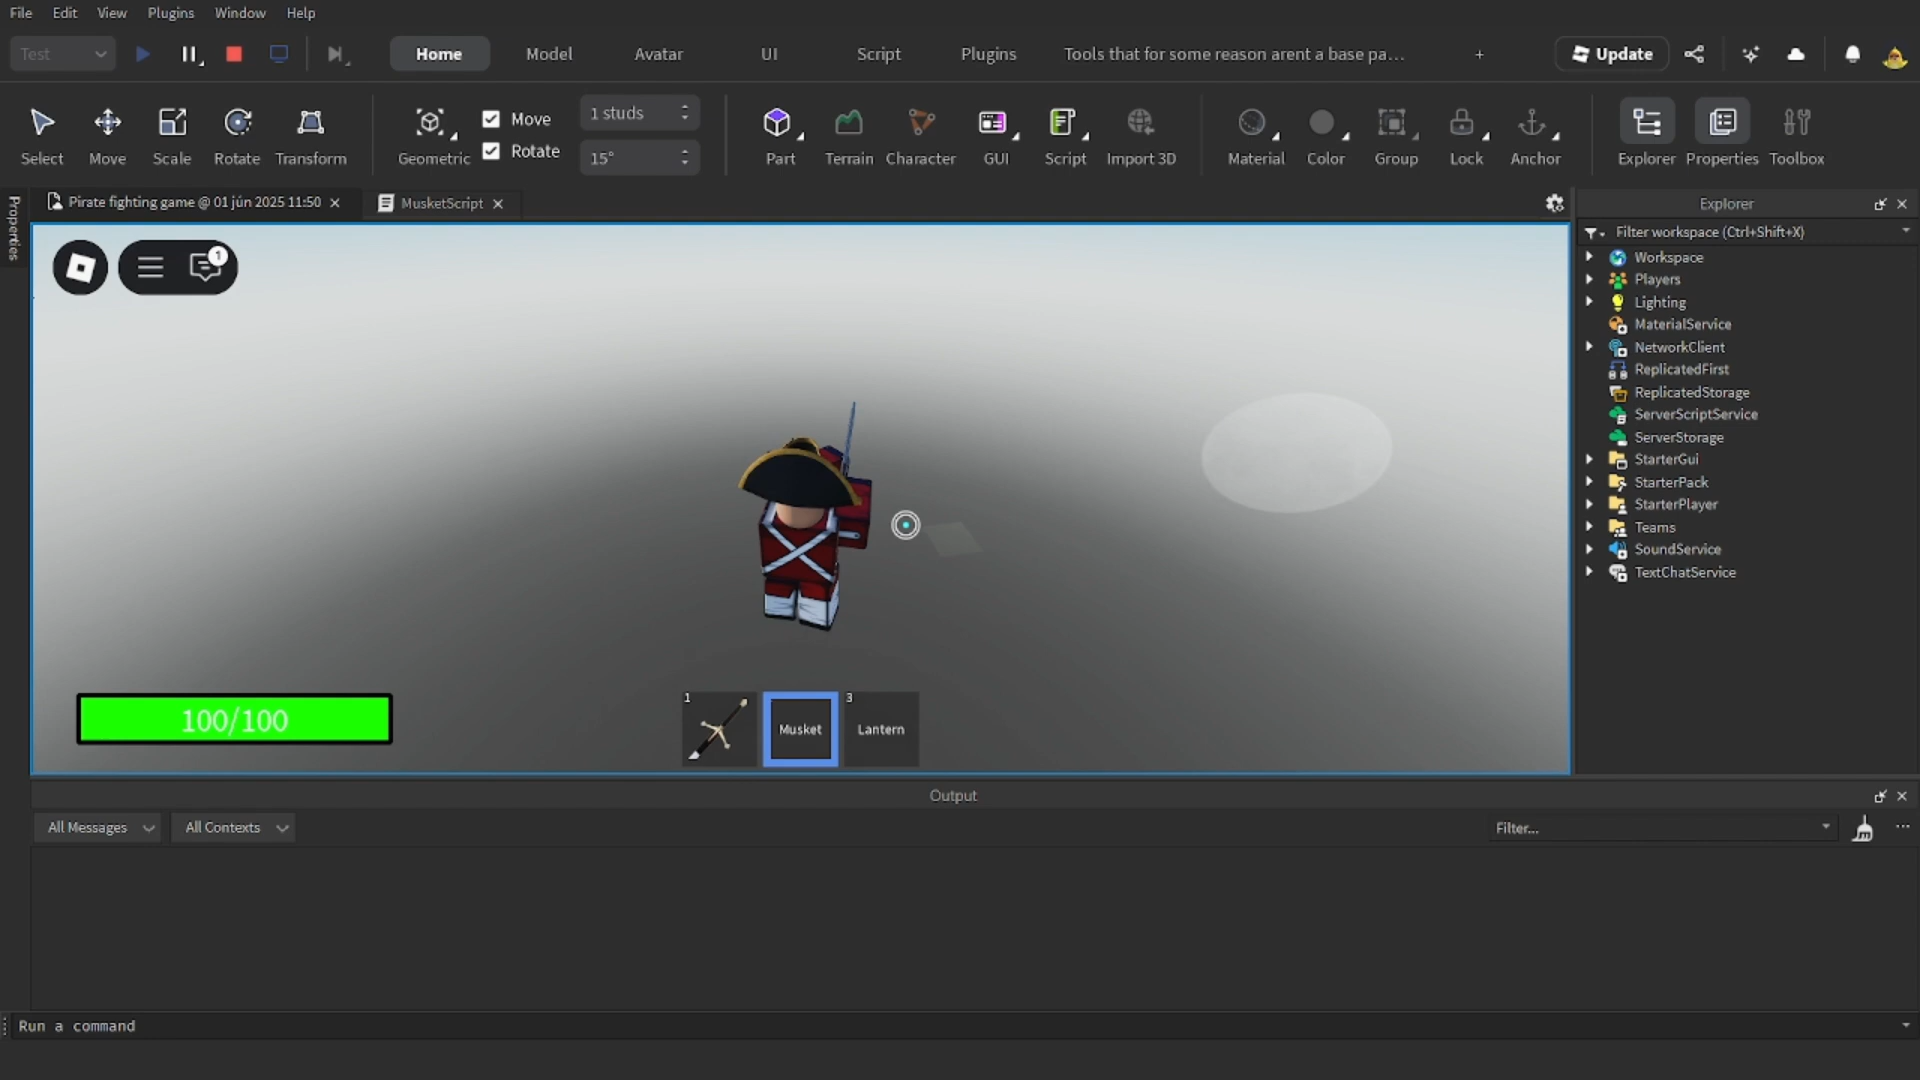 File Edit View Plugins Window Help
Test Home Model Avatar UI Script Plugins Tools that for some reason arent a base pa... + Update
Select Move Scale Rotate Transform Geometric Move 1 studs Part Terrain Character GUI Script Import 3D Material Color Group Lock Anchor Explorer Properties Toolbox
Rotate 15°
Properties
Pirate fighting game @ 01 jún 2025 11:50
MusketScript
Explorer
Filter workspace (Ctrl+Shift+X)
Workspace
Players
Lighting
MaterialService
NetworkClient
ReplicatedFirst
ReplicatedStorage
ServerScriptService
ServerStorage
StarterGui
StarterPack
StarterPlayer
Teams
SoundService
TextChatService
1
100/100
1
Musket
3
Lantern
Output
All Messages All Contexts Filter...
Run a command